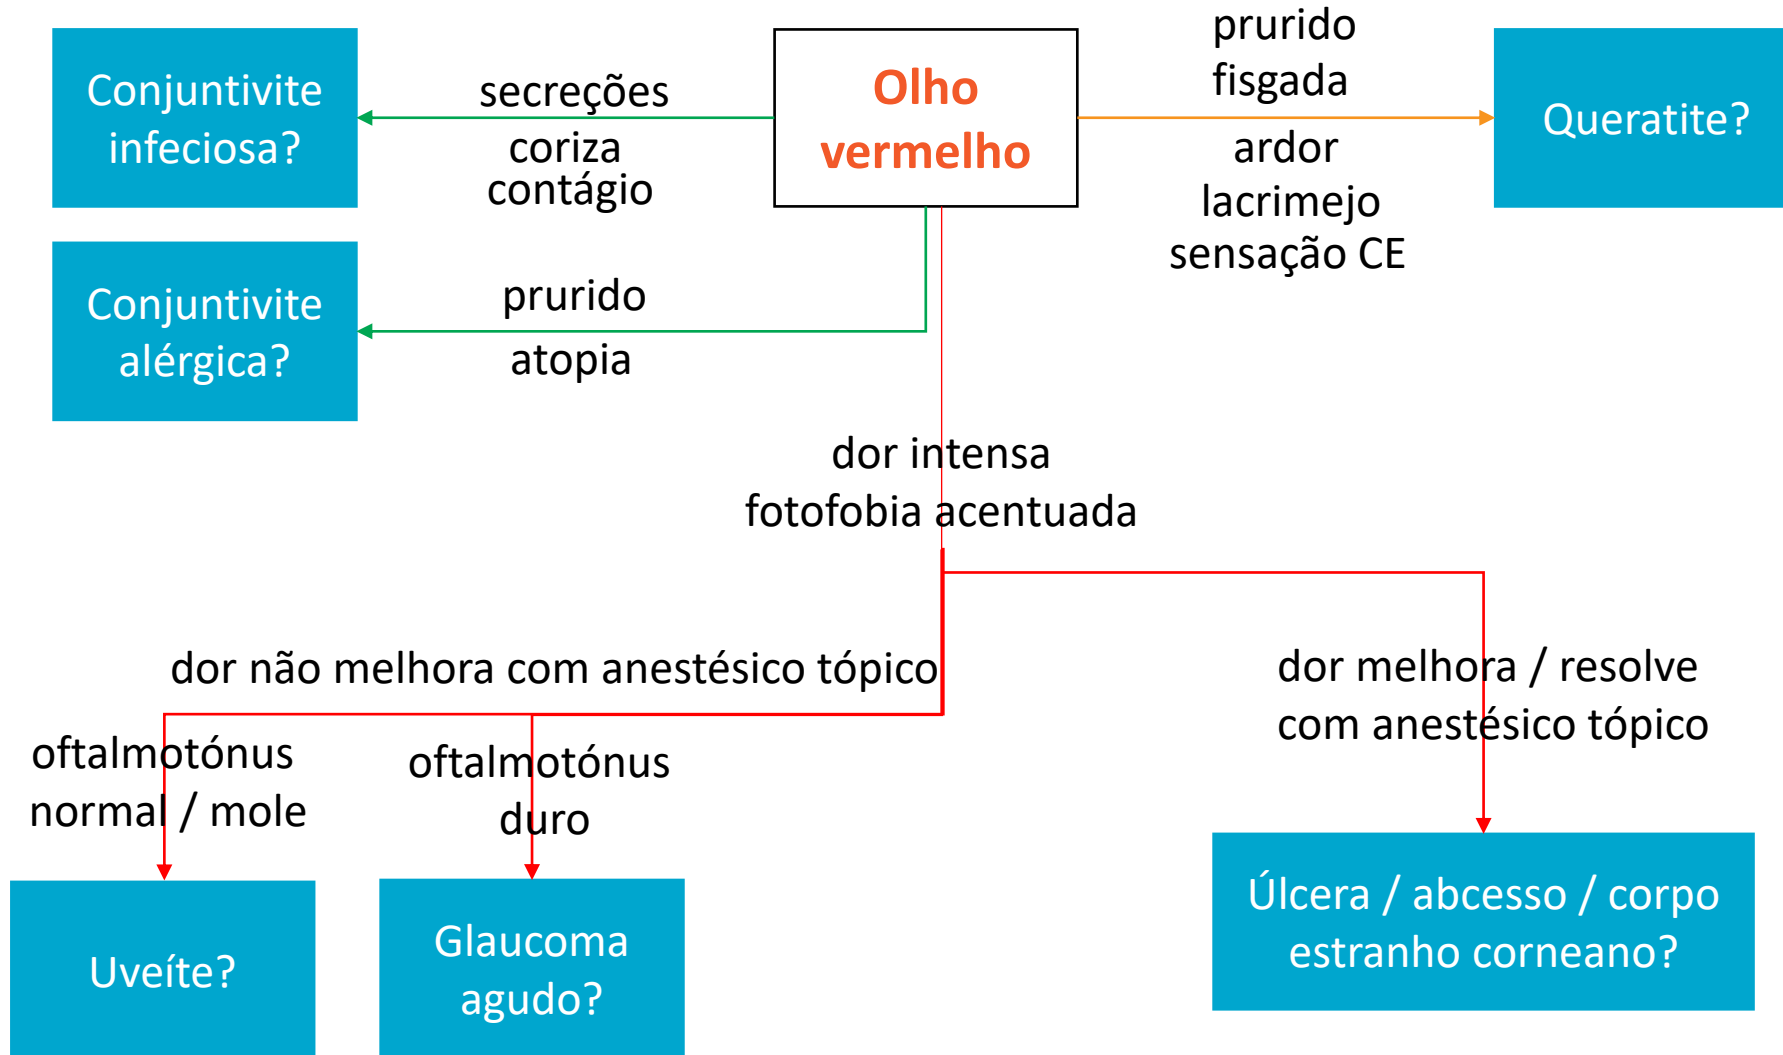 Conjuntivite
infeciosa?
secreções
coriza
contágio
Olho
vermelho
prurido
fisgada
ardor
lacrimejo
sensação CE
Queratite?
Conjuntivite
alérgica?
prurido
atopia
dor intensa
fotofobia acentuada
dor não melhora com anestésico tópico
dor melhora / resolve
com anestésico tópico
oftalmotónus
normal / mole
oftalmotónus
duro
Uveíte?
Glaucoma
agudo?
Úlcera / abcesso / corpo
estranho corneano?